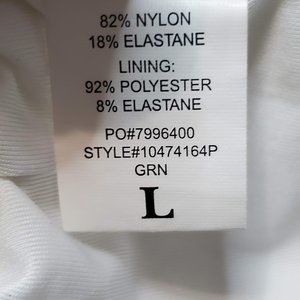 82% NYLON
18% ELASTANE
LINING:
92% POLYESTER
8% ELASTANE
PO#7996400
STYLE#10474164P
GRN
L